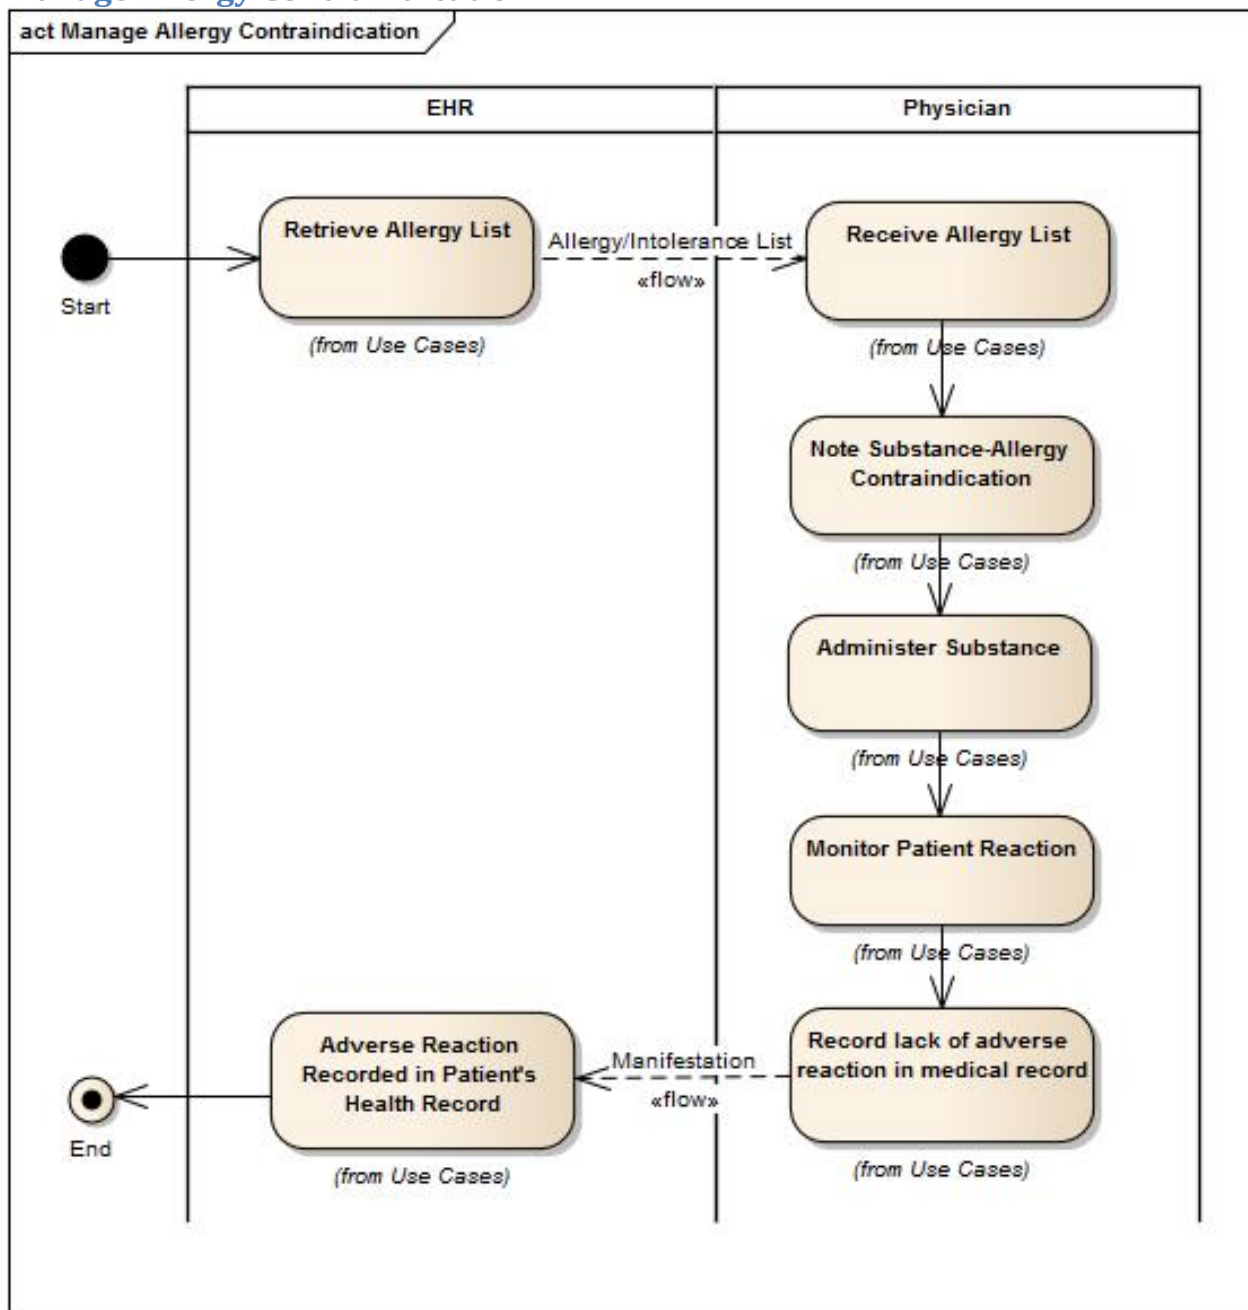 act Manage Allergy Contraindication
EHR
Physician
Retrieve Allergy List
Allergy/Intolerance List
«flow»
Receive Allergy List
Start
(from Use Cases)
(from Use Cases)
Note Substance-Allergy
Contraindication
(from Use Cases)
Administer Substance
(from Use Cases)
Monitor Patient Reaction
(from Use Cases)
Record lack of adverse
reaction in medical record
Manifestation
«flow»
Adverse Reaction
Recorded in Patient's
Health Record
End
(from Use Cases)
(from Use Cases)